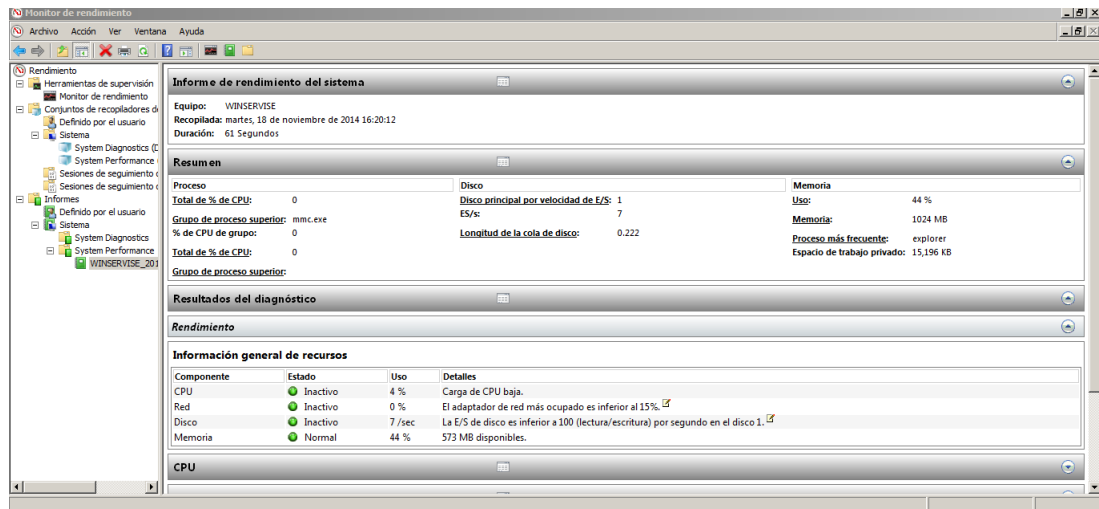 Monitor de rendimiento
Archivo Acción Ver Ventana Ayuda
Rendimiento
Herramientas de supervisión
Monitor de rendimiento
Conjuntos de recopiladores d
Definido por el usuario
Sistema
System Diagnostics (D
System Performance
Sesiones de seguimiento
Sesiones de seguimiento
Informes
Definido por el usuario
Sistema
System Diagnostics
System Performance
WINSERVISE_201
Informe de rendimiento del sistema
Equipo: WINSERVISE
Recopilada: martes, 18 de noviembre de 2014 16:20:12
Duración: 61 Segundos
Resumen
Proceso Disco Memoria
Total de % de CPU: 0 Disco principal por velocidad de E/S: 1 Uso: 44 %
ES/s: 7
Grupo de proceso superior: mmc.exe Memoria: 1024 MB
% de CPU de grupo: 0 Longitud de la cola de disco: 0.222
Proceso más frecuente: explorer
Total de % de CPU: 0 Espacio de trabajo privado: 15,196 KB
Grupo de proceso superior:
Resultados del diagnóstico
Rendimiento
Información general de recursos
Componente Estado Uso Detalles
CPU Inactivo 4 % Carga de CPU baja.
Red Inactivo 0 % El adaptador de red más ocupado es inferior al 15%.
Disco Inactivo 7 /sec La E/S de disco es inferior a 100 (lectura/escritura) por segundo en el disco 1.
Memoria Normal 44 % 573 MB disponibles.
CPU